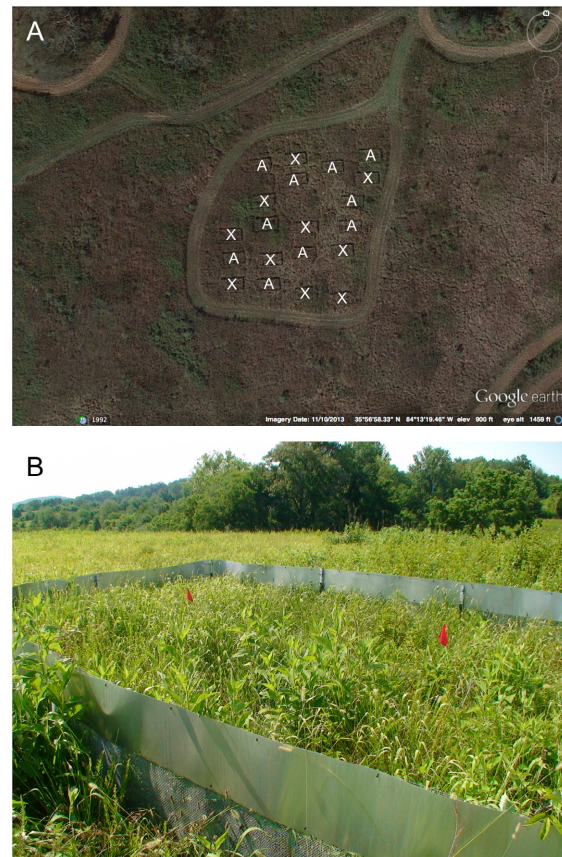 A
N
X A
A A
A X
X A
A X A
X
A X
A X
X A
X X
Google earth
1992
Imagery Date: 11/10/2013 35°56'58.33" N 84°13'19.46" W elev 900 ft eye alt 1459 ft
B